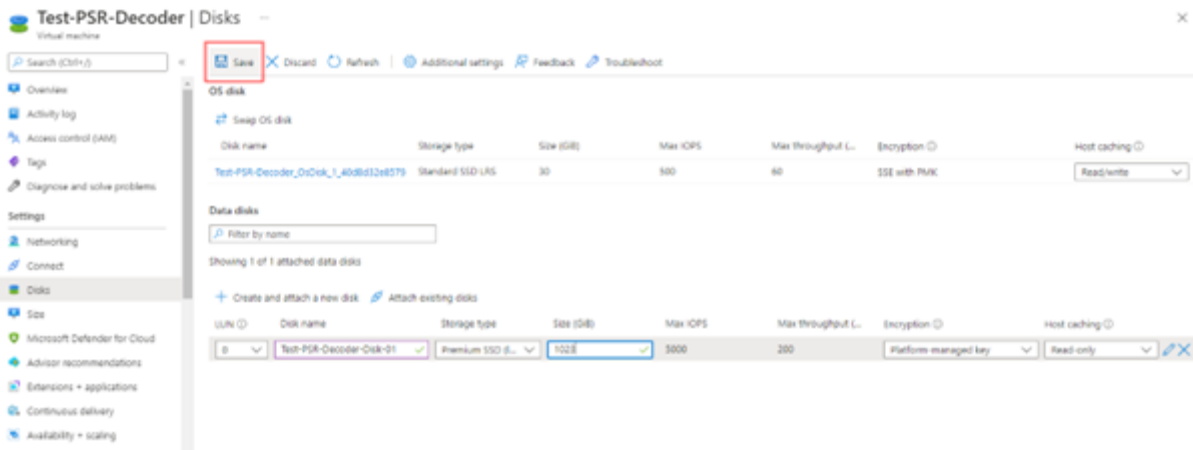 Test-PSR-Decoder | Disks ...
Virtual machine
Search (Ctrl+/)
Overview
Activity log
Access control (IAM)
Tags
Diagnose and solve problems
Settings
Networking
Connect
Disks
Size
Microsoft Defender for Cloud
Advisor recommendations
Extensions + applications
Continuous delivery
Availability + scaling
Save Discard Refresh Additional settings Feedback Troubleshoot
OS disk
Swap OS disk
Disk name Storage type Size (GiB) Max IOPS Max throughput (... Encryption Host caching
Standard SSD LRS 30 500 60 SSE with PMK Read/write
Data disks
Filter by name
Showing 1 of 1 attached data disks
Create and attach a new disk Attach existing disks
LUN Disk name Storage type Size (GiB) Max IOPS Max throughput (... Encryption Host caching
0 Test-PSR-Decoder-Disk-01 Premium SSD (L... 1023 5000 200 Platform-managed key Read-only